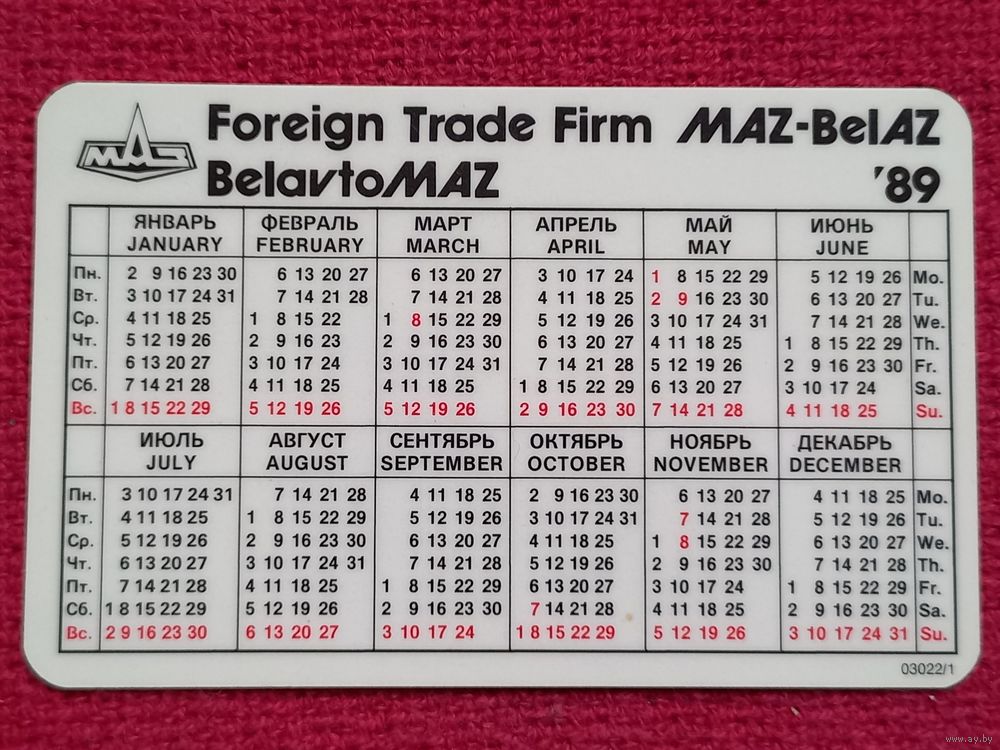 МАЗ
Foreign Trade Firm MAZ-BelAZ
BelavtoMAZ '89
ЯНВАРЬ ФЕВРАЛЬ МАРТ АПРЕЛЬ МАЙ ИЮНЬ
JANUARY FEBRUARY MARCH APRIL MAY JUNE
Пн. 2 9 16 23 30 6 13 20 27 6 13 20 27 3 10 17 24 1 8 15 22 29 5 12 19 26 Mo.
Вт. 3 10 17 24 31 7 14 21 28 7 14 21 28 4 11 18 25 2 9 16 23 30 6 13 20 27 Tu.
Ср. 4 11 18 25 1 8 15 22 1 8 15 22 29 5 12 19 26 3 10 17 24 31 7 14 21 28 We.
Чт. 5 12 19 26 2 9 16 23 2 9 16 23 30 6 13 20 27 4 11 18 25 1 8 15 22 29 Th.
Пт. 6 13 20 27 3 10 17 24 3 10 17 24 31 7 14 21 28 5 12 19 26 2 9 16 23 30 Fr.
Сб. 7 14 21 28 4 11 18 25 4 11 18 25 1 8 15 22 29 6 13 20 27 3 10 17 24 Sa.
Вс. 1 8 15 22 29 5 12 19 26 5 12 19 26 2 9 16 23 30 7 14 21 28 4 11 18 25 Su.
ИЮЛЬ АВГУСТ СЕНТЯБРЬ ОКТЯБРЬ НОЯБРЬ ДЕКАБРЬ
JULY AUGUST SEPTEMBER OCTOBER NOVEMBER DECEMBER
Пн. 3 10 17 24 31 7 14 21 28 4 11 18 25 2 9 16 23 30 6 13 20 27 4 11 18 25 Mo.
Вт. 4 11 18 25 1 8 15 22 29 5 12 19 26 3 10 17 24 31 7 14 21 28 5 12 19 26 Tu.
Ср. 5 12 19 26 2 9 16 23 30 6 13 20 27 4 11 18 25 1 8 15 22 29 6 13 20 27 We.
Чт. 6 13 20 27 3 10 17 24 31 7 14 21 28 5 12 19 26 2 9 16 23 30 7 14 21 28 Th.
Пт. 7 14 21 28 4 11 18 25 1 8 15 22 29 6 13 20 27 3 10 17 24 1 8 15 22 29 Fr.
Сб. 1 8 15 22 29 5 12 19 26 2 9 16 23 30 7 14 21 28 4 11 18 25 2 9 16 23 30 Sa.
Вс. 2 9 16 23 30 6 13 20 27 3 10 17 24 1 8 15 22 29 5 12 19 26 3 10 17 24 31 Su.
03022/1
www.ay.by